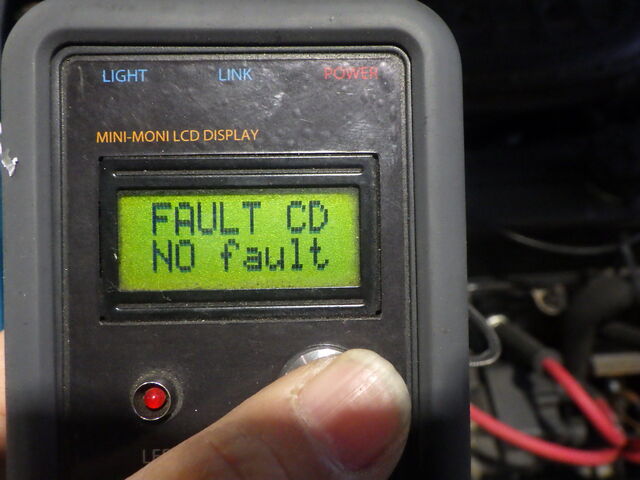 LIGHT LINK POWER
MINI-MONI LCD DISPLAY
FAULT CD
NO fault